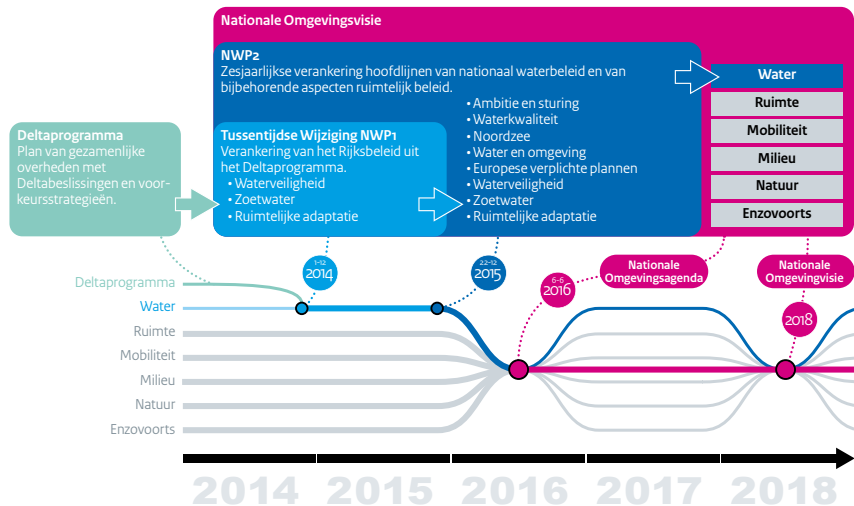 Nationale Omgevingsvisie
NWP2
Zesjaarlijkse verankering hoofdlijnen van nationaal waterbeleid en van
bijbehorende aspecten ruimtelijk beleid.
• Ambitie en sturing
• Waterkwaliteit
• Noordzee
• Water en omgeving
• Europese verplichte plannen
• Waterveiligheid
• Zoetwater
• Ruimtelijke adaptatie
Water
Ruimte
Mobiliteit
Milieu
Natuur
Enzovoorts
Deltaprogramma
Plan van gezamenlijke
overheden met
Deltabeslissingen en voor-
keursstrategieën.
Tussentijdse Wijziging NWP1
Verankering van het Rijksbeleid uit
het Deltaprogramma.
• Waterveiligheid
• Zoetwater
• Ruimtelijke adaptatie
1-12
2014
22-12
2015
6-6
2016
Nationale
Omgevingsagenda
Nationale
Omgevingvisie
2018
Deltaprogramma
Water
Ruimte
Mobiliteit
Milieu
Natuur
Enzovoorts
2014 2015 2016 2017 2018